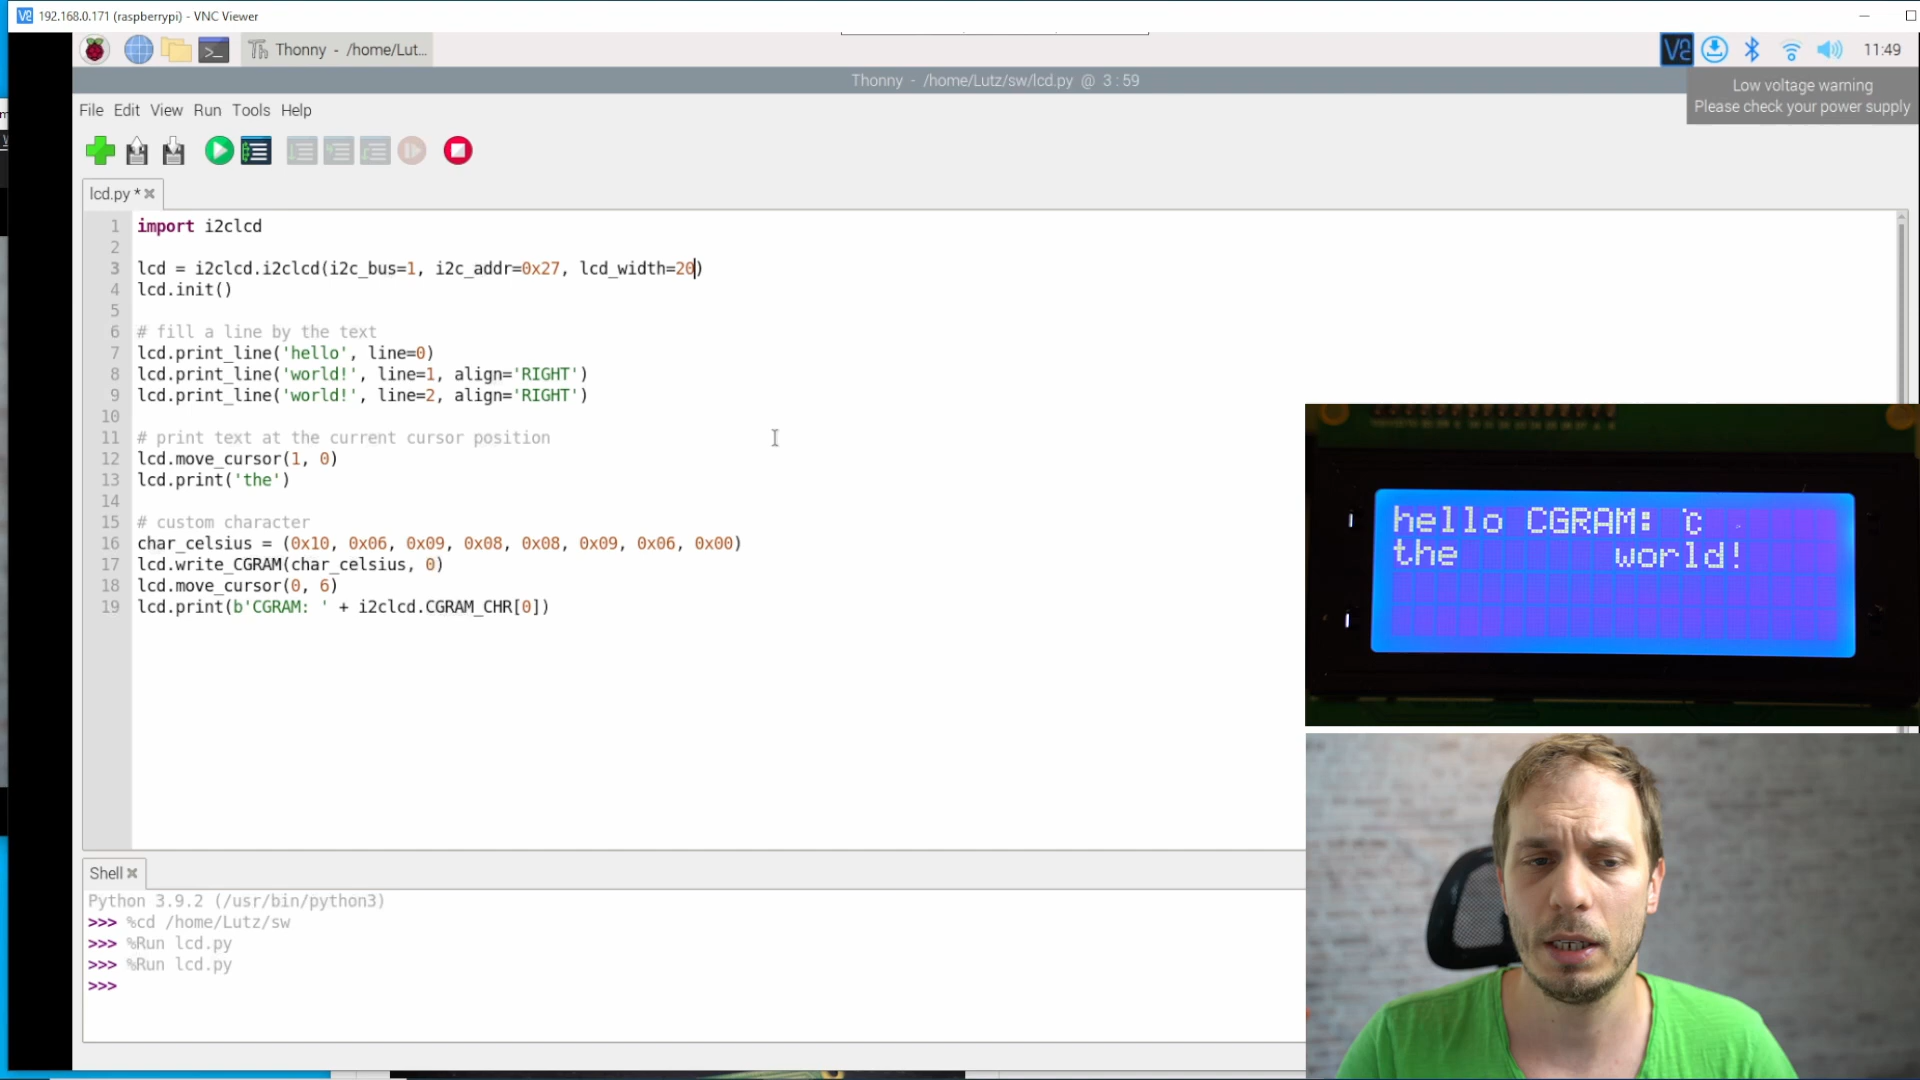 192.168.0.171 (raspberrypi) - VNC Viewer
Thonny - /home/Lut...
11:49
Thonny - /home/Lutz/sw/lcd.py @ 3:59
Low voltage warning
Please check your power supply
File Edit View Run Tools Help
lcd.py *
1 import i2clcd
2
3 lcd = i2clcd.i2clcd(i2c_bus=1, i2c_addr=0x27, lcd_width=20)
4 lcd.init()
5
6 # fill a line by the text
7 lcd.print_line('hello', line=0)
8 lcd.print_line('world!', line=1, align='RIGHT')
9 lcd.print_line('world!', line=2, align='RIGHT')
10
11 # print text at the current cursor position
12 lcd.move_cursor(1, 0)
13 lcd.print('the')
14
15 # custom character
16 char_celsius = (0x10, 0x06, 0x09, 0x08, 0x08, 0x09, 0x06, 0x00)
17 lcd.write_CGRAM(char_celsius, 0)
18 lcd.move_cursor(0, 6)
19 lcd.print(b'CGRAM: ' + i2clcd.CGRAM_CHR[0])
hello CGRAM: °c
the world!
Shell
Python 3.9.2 (/usr/bin/python3)
>>> %cd /home/Lutz/sw
>>> %Run lcd.py
>>> %Run lcd.py
>>>